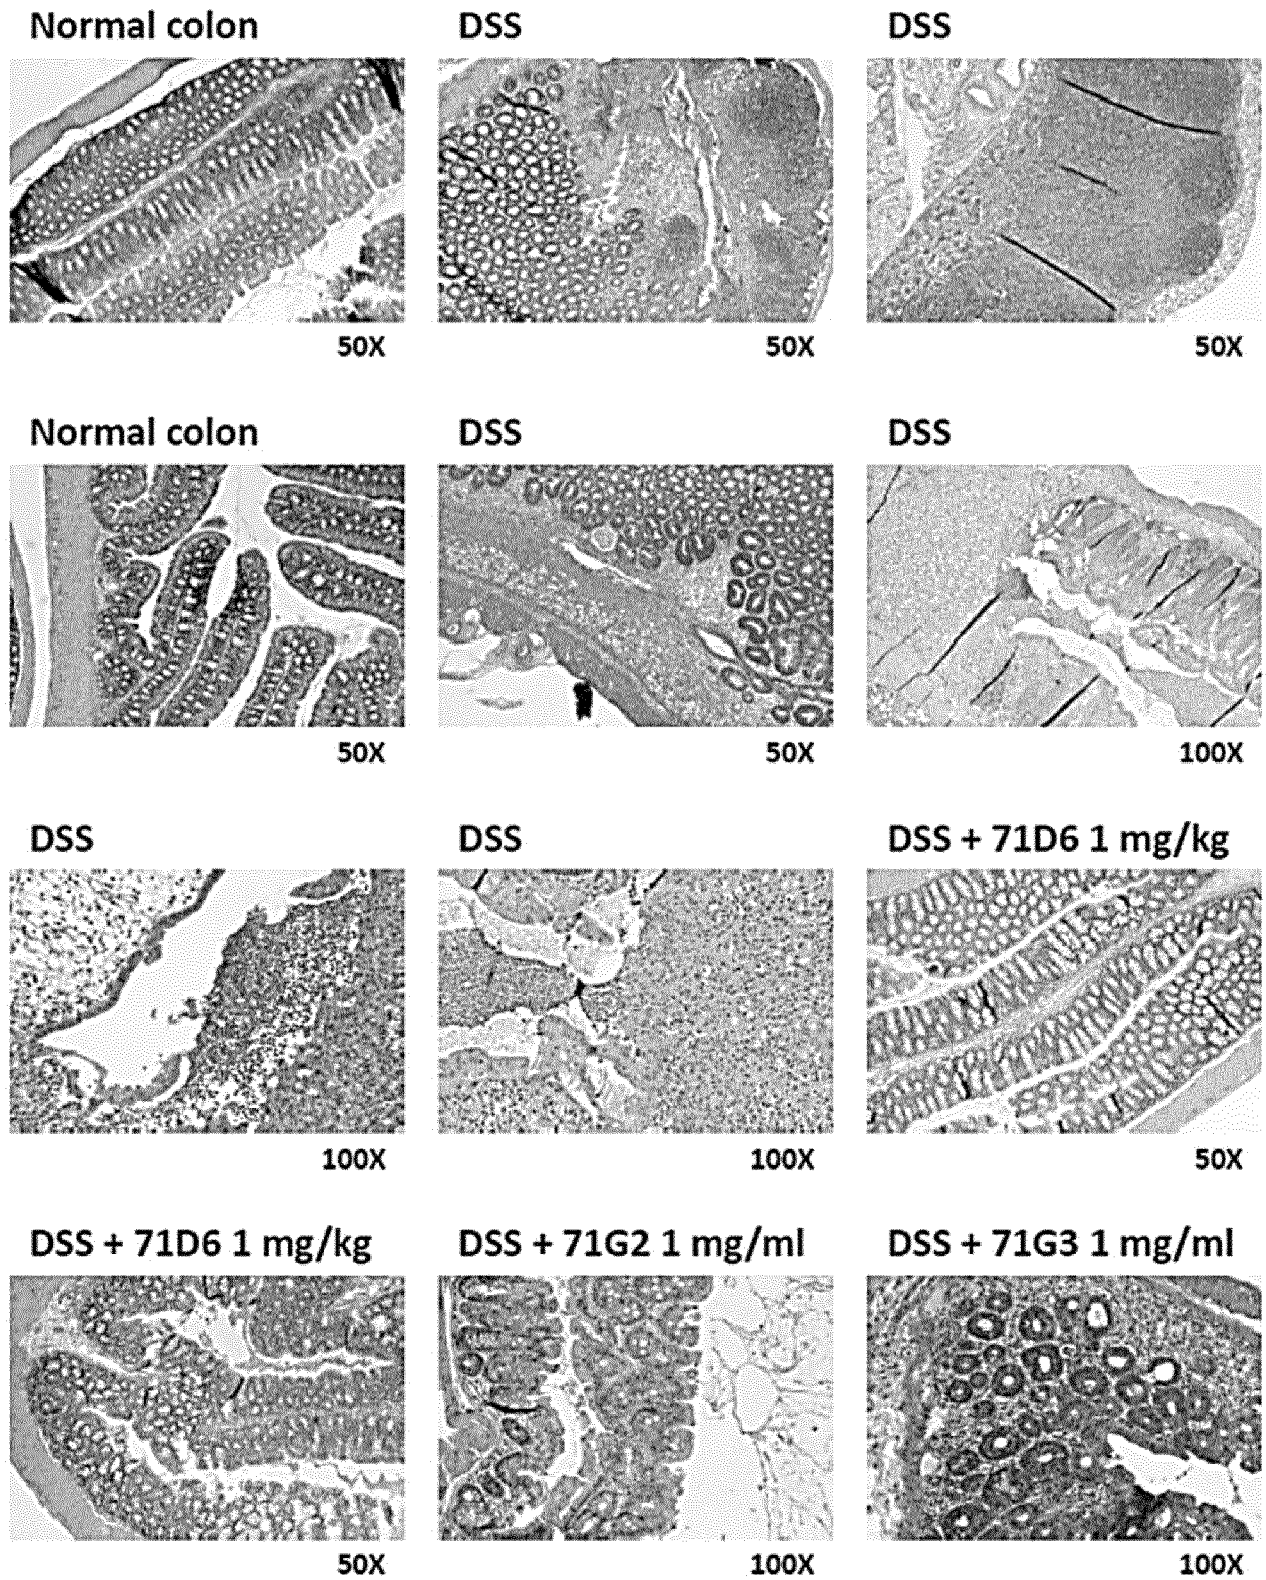 Normal colon
DSS
DSS
50X
50X
50X
Normal colon
DSS
DSS
50X
50X
100X
DSS
DSS
DSS + 71D6 1 mg/kg
100X
100X
50X
DSS + 71D6 1 mg/kg
DSS + 71G2 1 mg/ml
DSS + 71G3 1 mg/ml
50X
100X
100X